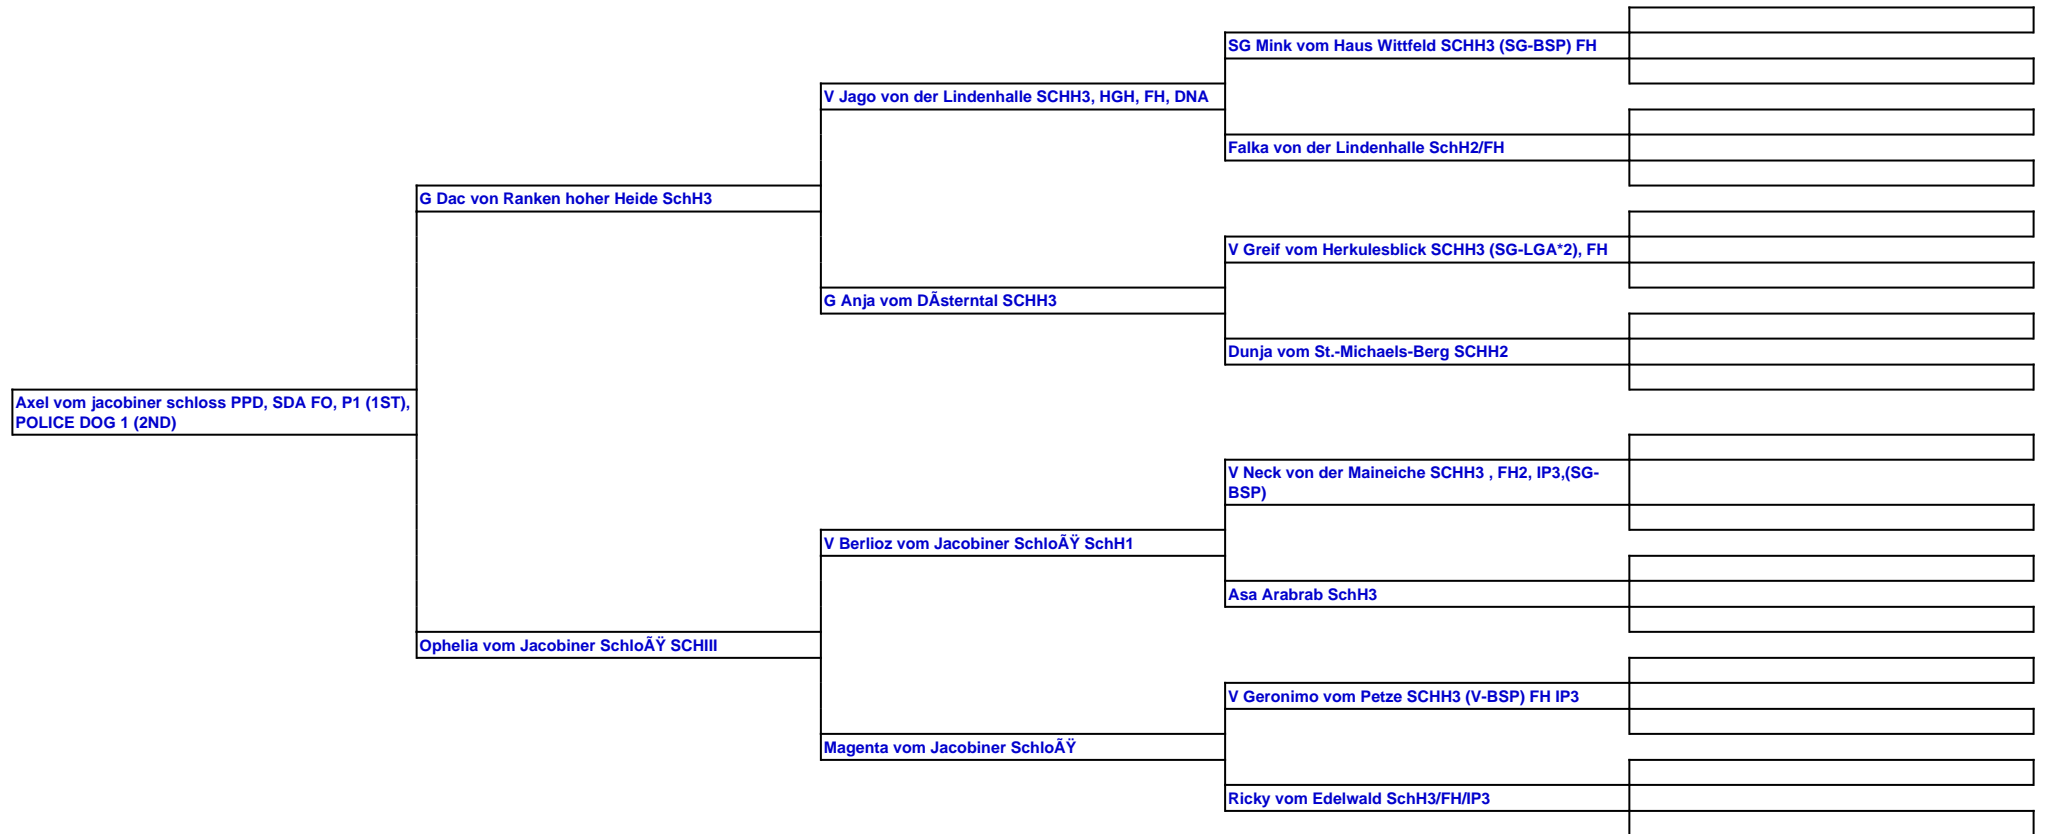 SG Mink vom Haus Wittfeld SCHH3 (SG-BSP) FH
V Jago von der Lindenhalle SCHH3, HGH, FH, DNA
Falka von der Lindenhalle SchH2/FH
G Dac von Ranken hoher Heide SchH3
V Greif vom Herkulesblick SCHH3 (SG-LGA*2), FH
G Anja vom DÃsterntal SCHH3
Dunja vom St.-Michaels-Berg SCHH2
Axel vom jacobiner schloss PPD, SDA FO, P1 (1ST),
POLICE DOG 1 (2ND)
V Neck von der Maineiche SCHH3 , FH2, IP3,(SG-
BSP)
V Berlioz vom Jacobiner SchloÃŸ SchH1
Asa Arabrab SchH3
Ophelia vom Jacobiner SchloÃŸ SCHIII
V Geronimo vom Petze SCHH3 (V-BSP) FH IP3
Magenta vom Jacobiner SchloÃŸ
Ricky vom Edelwald SchH3/FH/IP3